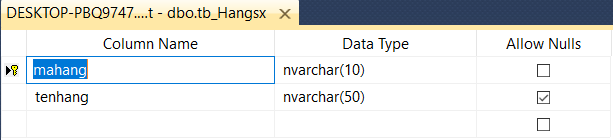 DESKTOP-PBQ9747....t - dbo.tb_Hangsx
Column Name Data Type Allow Nulls
mahang nvarchar(10)
tenhang nvarchar(50)